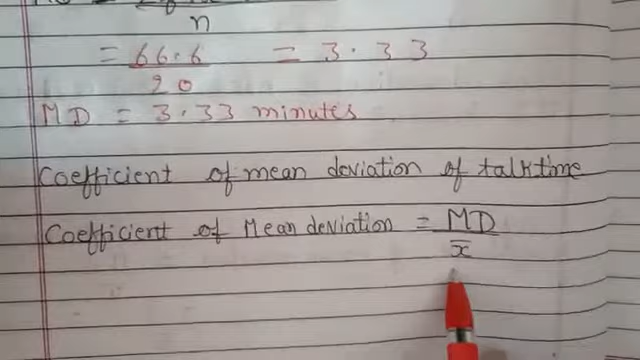 n
= 66.6 = 3.33
20
MD = 3.33 minutes
Coefficient of mean deviation of talktime
Coefficient of Mean deviation = MD
x̄